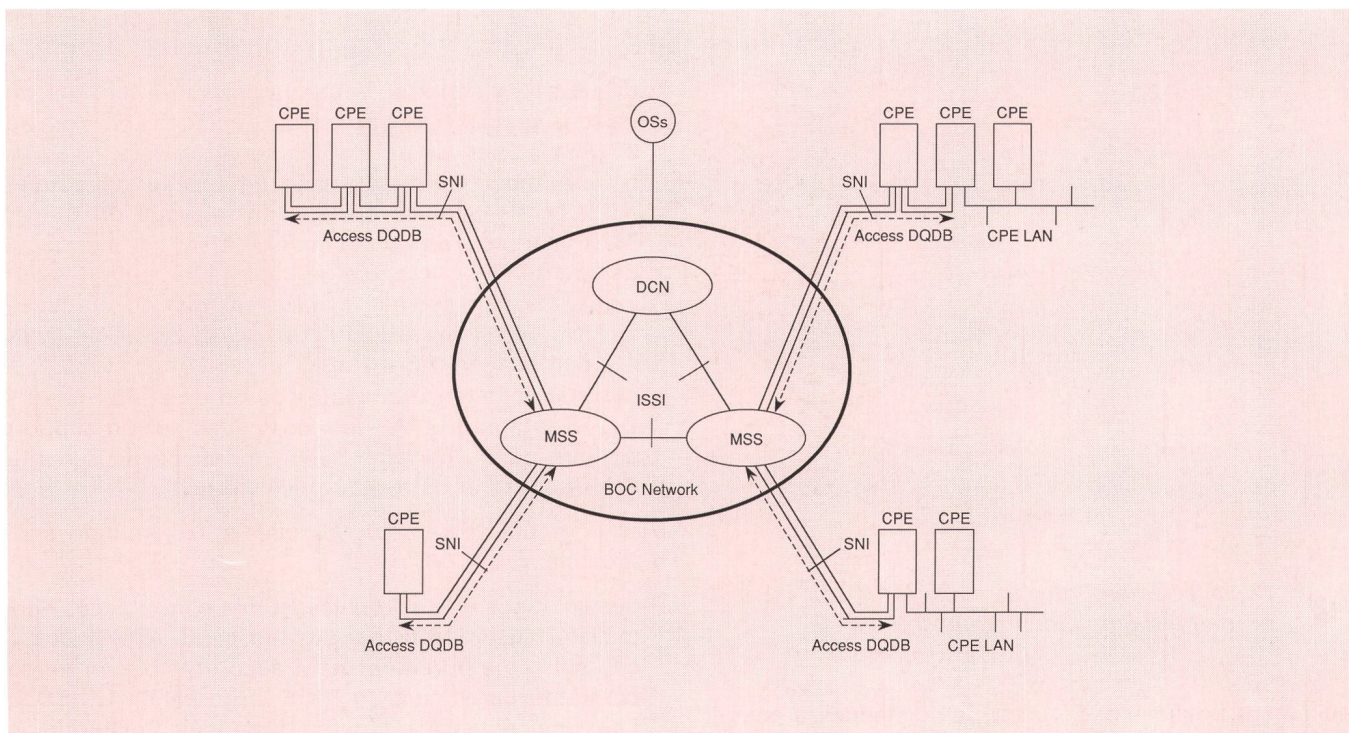 OSs
CPE CPE CPE
SNI
Access DQDB
CPE CPE CPE
SNI
Access DQDB
CPE LAN
DCN
ISSI
MSS
MSS
BOC Network
CPE
SNI
Access DQDB
CPE CPE
SNI
Access DQDB
CPE LAN